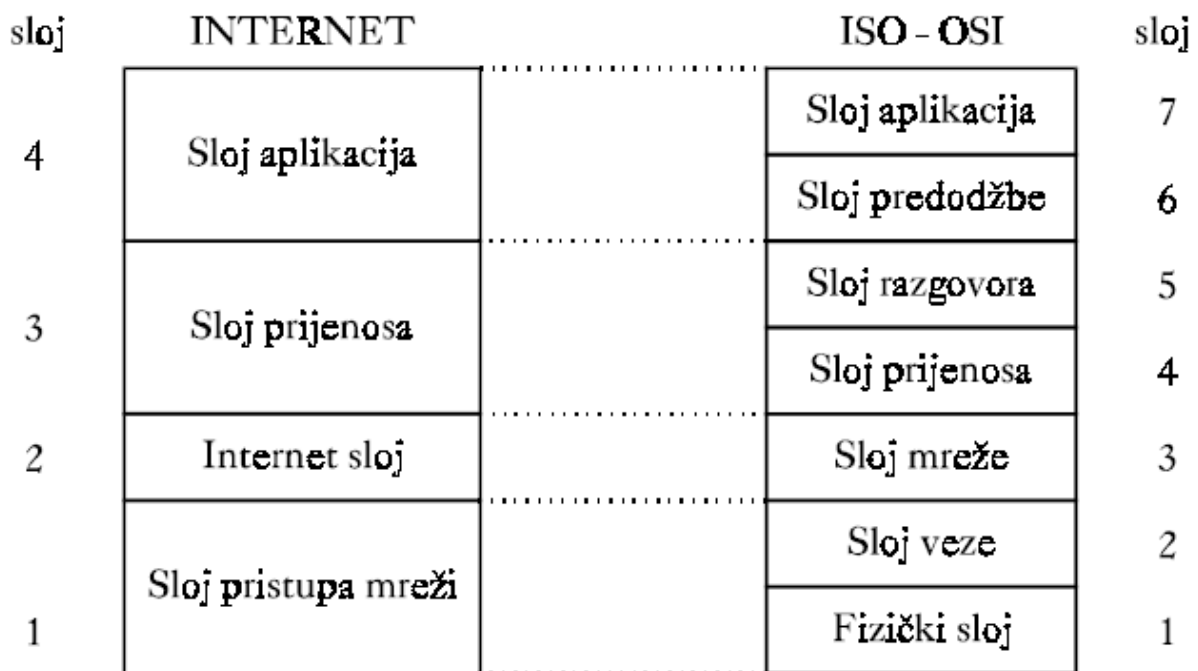 sloj INTERNET ISO - OSI sloj
Sloj aplikacija 7
4 Sloj aplikacija
Sloj predodžbe 6
Sloj razgovora 5
3 Sloj prijenosa
Sloj prijenosa 4
2 Internet sloj Sloj mreže 3
Sloj veze 2
Sloj pristupa mreži
1 Fizički sloj 1